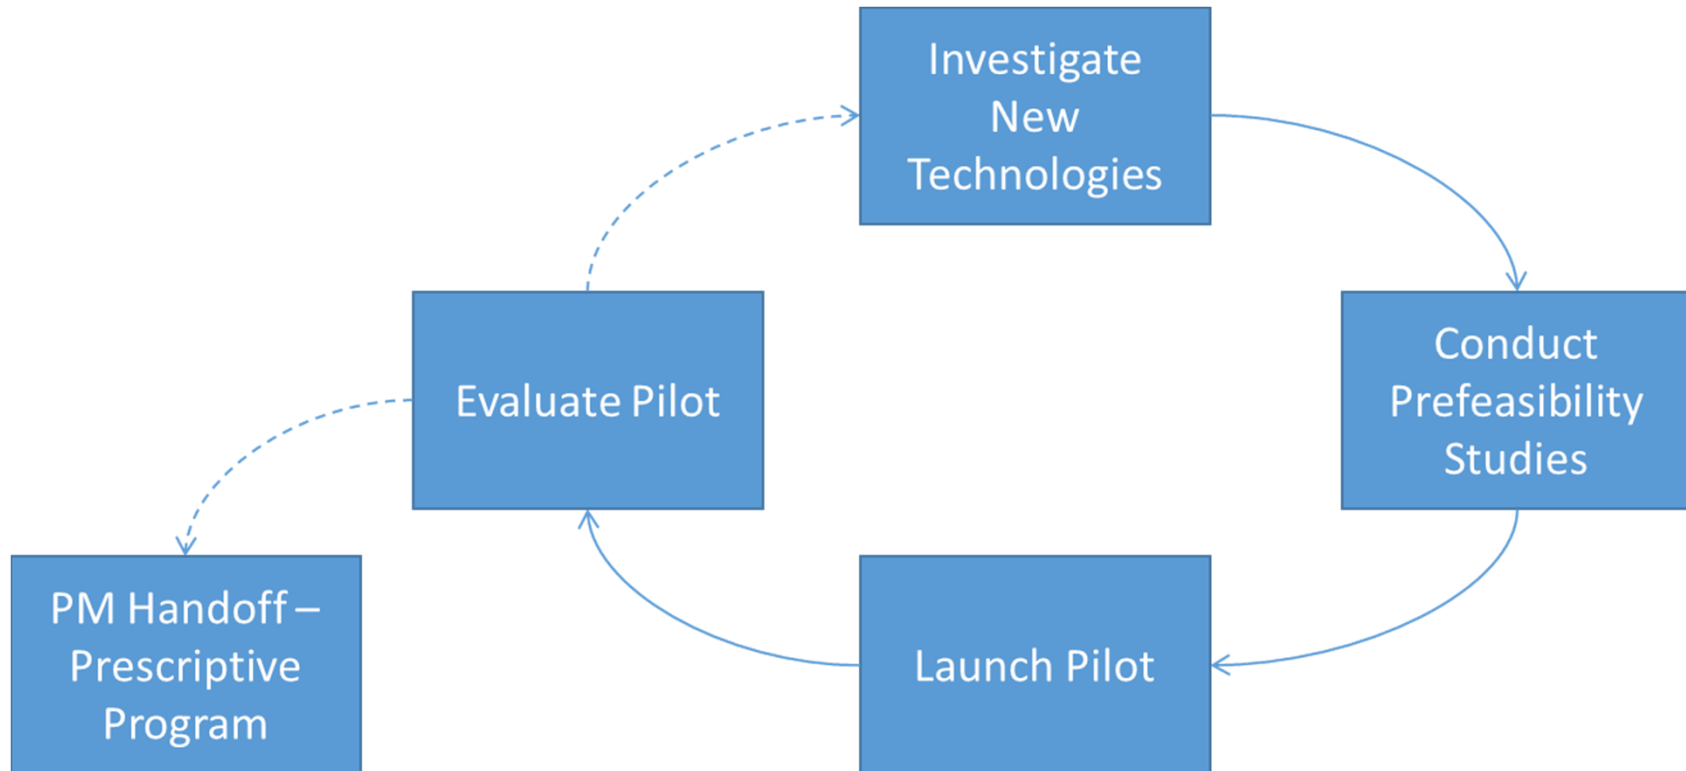 Investigate
New
Technologies
Conduct
Prefeasibility
Studies
Evaluate Pilot
Launch Pilot
PM Handoff –
Prescriptive
Program